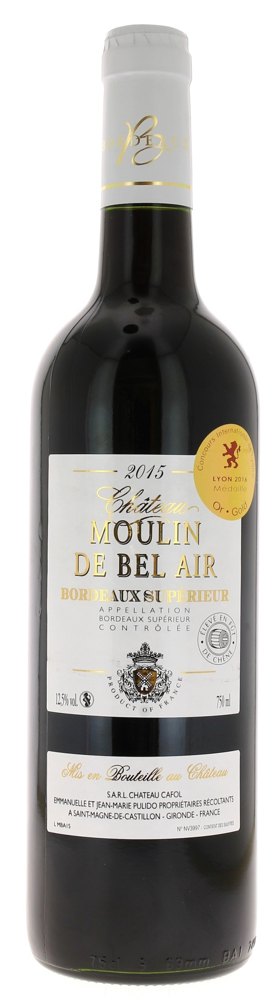 BORDEAUX
B
2015
Concours International de Lyon
LYON 2016
Médaille
Or • Gold
Château
MOULIN
DE BEL AIR
BORDEAUX SUPÉRIEUR
APPELLATION
BORDEAUX SUPÉRIEUR
CONTRÔLÉE
• ÉLEVÉ EN FÛT • DE CHÊNE
PRODUCT OF FRANCE
12,5% vol.
750 ml
Mis en Bouteille au Château
S.A.R.L. CHATEAU CAFOL
EMMANUELLE ET JEAN-MARIE PULIDO PROPRIÉTAIRES RÉCOLTANTS
A SAINT-MAGNE-DE-CASTILLON - GIRONDE - FRANCE
L MBA15
N° NV3997 - CONTIENT DES SULFITES
75cl 3 63mm BA1